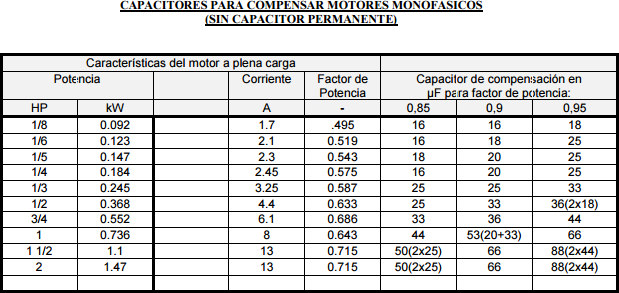 CAPACITORES PARA COMPENSAR MOTORES MONOFASICOS
(SIN CAPACITOR PERMANENTE)
Características del motor a plena carga
Potencia Corriente Factor de Potencia Capacitor de compensación en µF para factor de potencia:
HP kW A - 0,85 0,9 0,95
1/8 0.092 1.7 .495 16 16 18
1/6 0.123 2.1 0.519 16 18 25
1/5 0.147 2.3 0.543 18 20 25
1/4 0.184 2.45 0.575 16 20 25
1/3 0.245 3.25 0.587 25 25 33
1/2 0.368 4.4 0.633 25 33 36(2x18)
3/4 0.552 6.1 0.686 33 36 44
1 0.736 8 0.643 44 53(20+33) 66
1 1/2 1.1 13 0.715 50(2x25) 66 88(2x44)
2 1.47 13 0.715 50(2x25) 66 88(2x44)